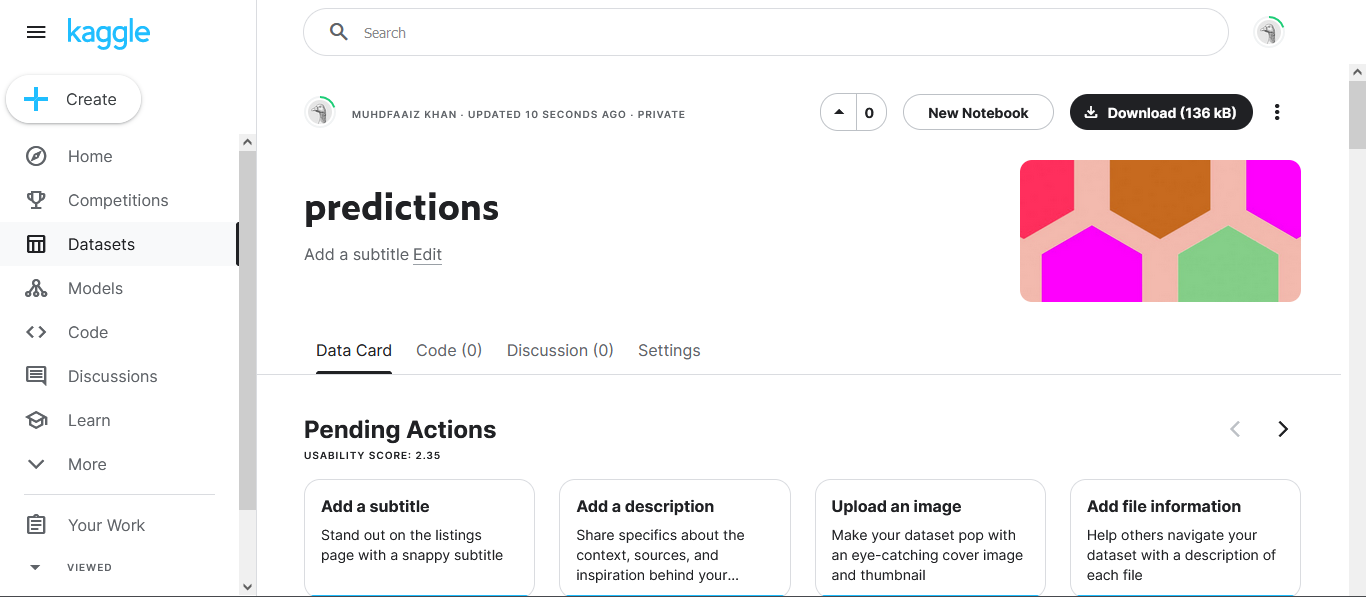 kaggle
Search
Create
Home
Competitions
Datasets
Models
Code
Discussions
Learn
More
Your Work
VIEWED
MUHDFAAIZ KHAN · UPDATED 10 SECONDS AGO · PRIVATE
0
New Notebook
Download (136 kB)
predictions
Add a subtitle Edit
Data Card
Code (0)
Discussion (0)
Settings
Pending Actions
USABILITY SCORE: 2.35
Add a subtitle
Stand out on the listings
page with a snappy subtitle
Add a description
Share specifics about the
context, sources, and
inspiration behind your...
Upload an image
Make your dataset pop with
an eye-catching cover image
and thumbnail
Add file information
Help others navigate your
dataset with a description of
each file